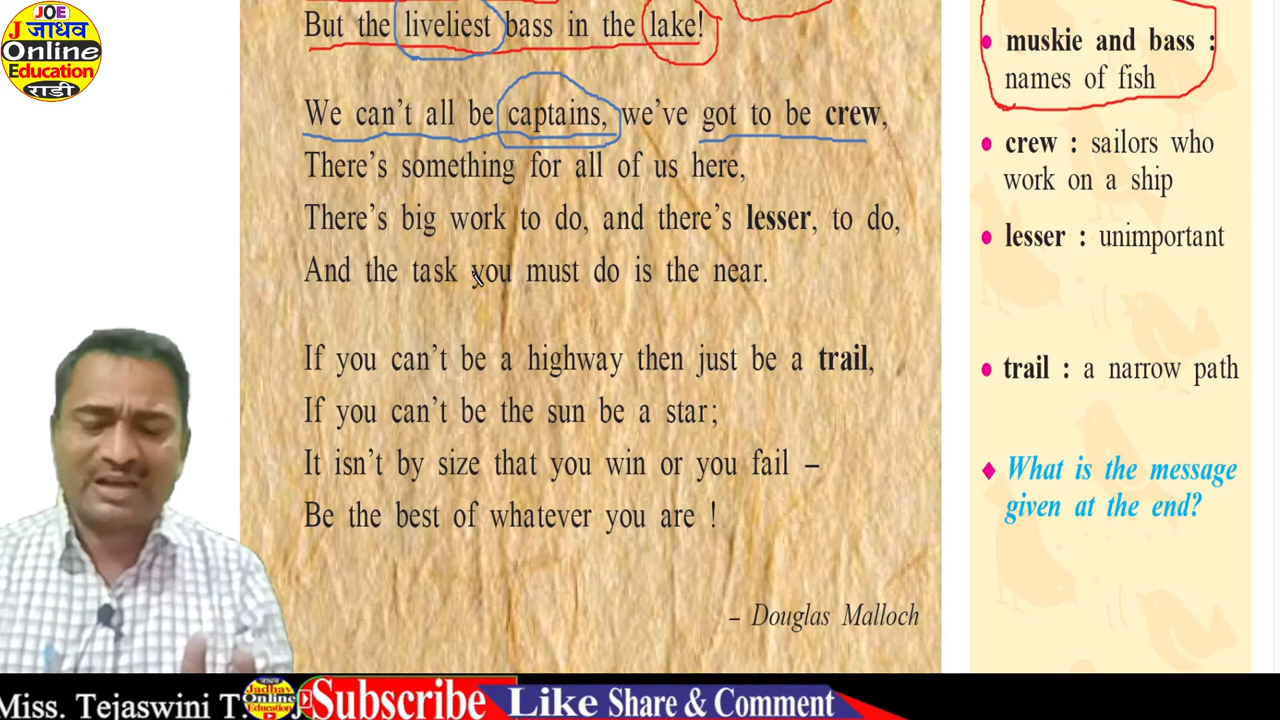 JOE
J जाधव
Online
Education
राडी
But the liveliest bass in the lake!
We can't all be captains, we've got to be crew,
There's something for all of us here,
There's big work to do, and there's lesser, to do,
And the task you must do is the near.
If you can't be a highway then just be a trail,
If you can't be the sun be a star;
It isn't by size that you win or you fail –
Be the best of whatever you are !
– Douglas Malloch
• muskie and bass :
names of fish
• crew : sailors who
work on a ship
• lesser : unimportant
• trail : a narrow path
♦ What is the message
given at the end?
Miss. Tejaswini T.
Jadhav
Online
Education
Subscribe
Like Share & Comment